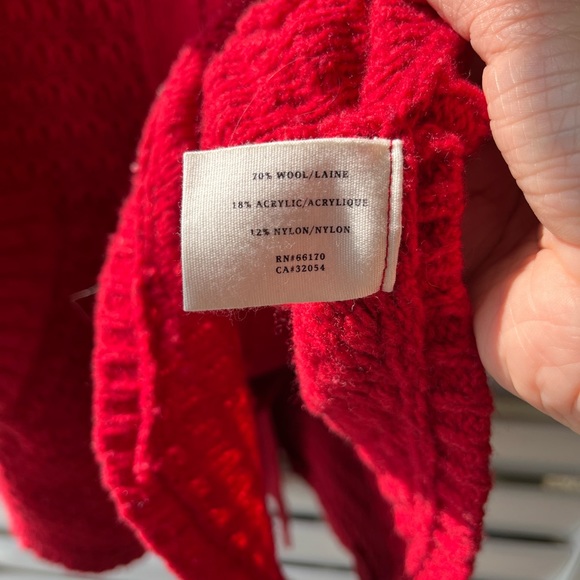 70% WOOL/LAINE
18% ACRYLIC/ACRYLIQUE
12% NYLON/NYLON
RN#66170
CA#32054